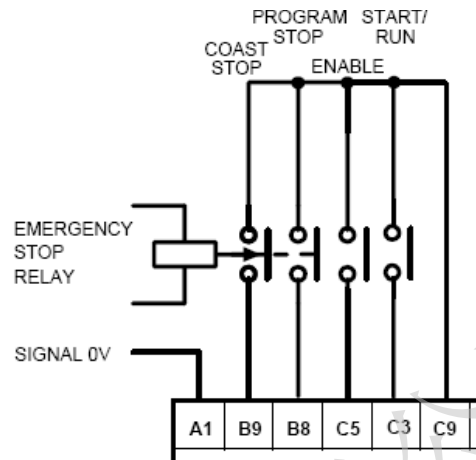 PROGRAM START/
STOP RUN
COAST
STOP ENABLE
EMERGENCY
STOP
RELAY
SIGNAL 0V
A1 B9 B8 C5 C3 C9